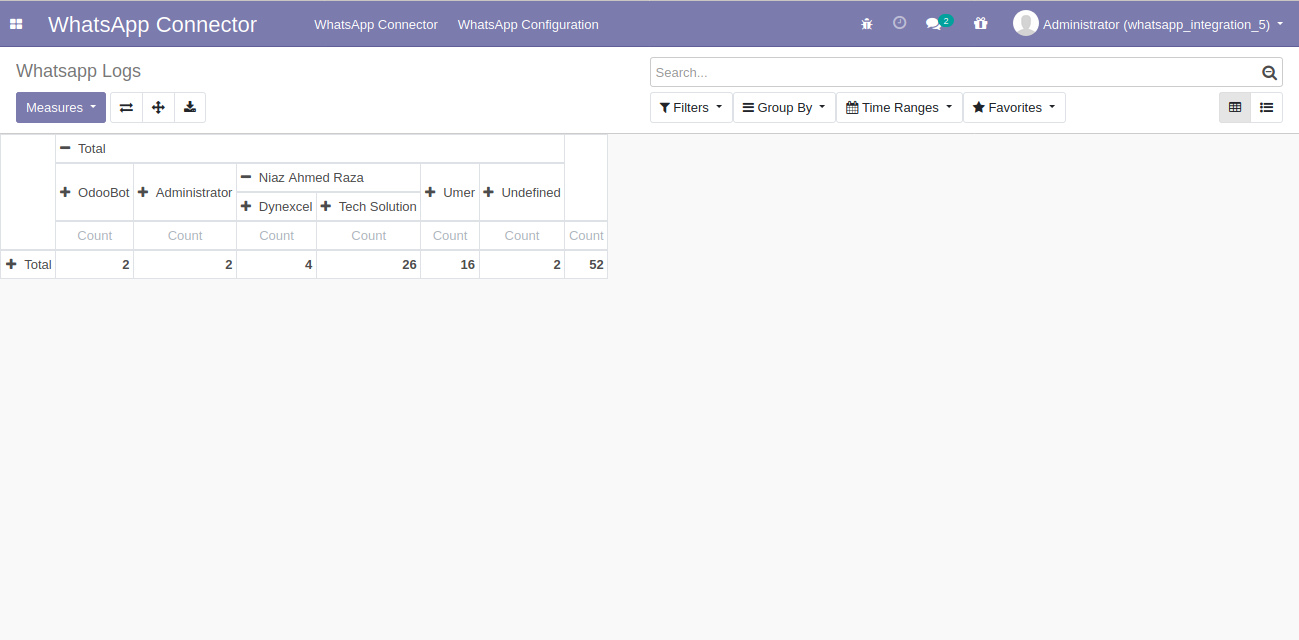 WhatsApp Connector WhatsApp Connector WhatsApp Configuration 2 Administrator (whatsapp_integration_5)
Whatsapp Logs
Search...
Measures
Filters Group By Time Ranges Favorites
Total
OdooBot Administrator Niaz Ahmed Raza Umer Undefined
Dynexcel Tech Solution
Count Count Count Count Count Count Count
Total 2 2 4 26 16 2 52